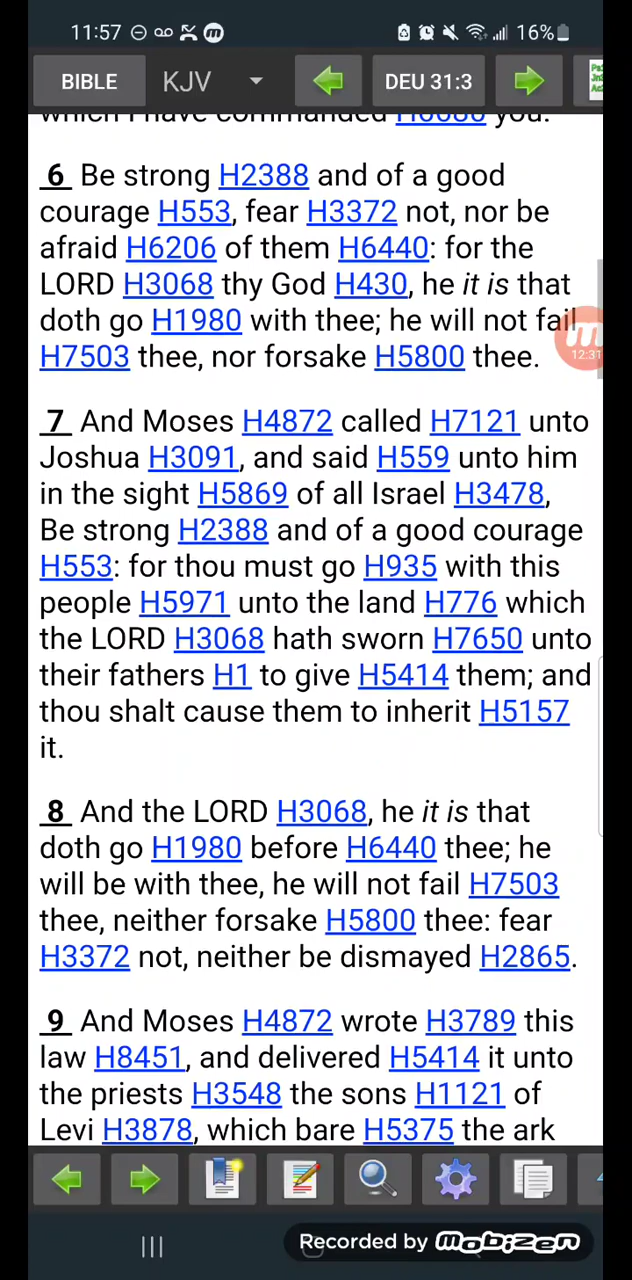 11:57 16%
BIBLE KJV DEU 31:3
which I have commanded H6680 you.
6 Be strong H2388 and of a good
courage H553, fear H3372 not, nor be
afraid H6206 of them H6440: for the
LORD H3068 thy God H430, he it is that
doth go H1980 with thee; he will not fail
H7503 thee, nor forsake H5800 thee.
12:31
7 And Moses H4872 called H7121 unto
Joshua H3091, and said H559 unto him
in the sight H5869 of all Israel H3478,
Be strong H2388 and of a good courage
H553: for thou must go H935 with this
people H5971 unto the land H776 which
the LORD H3068 hath sworn H7650 unto
their fathers H1 to give H5414 them; and
thou shalt cause them to inherit H5157
it.
8 And the LORD H3068, he it is that
doth go H1980 before H6440 thee; he
will be with thee, he will not fail H7503
thee, neither forsake H5800 thee: fear
H3372 not, neither be dismayed H2865.
9 And Moses H4872 wrote H3789 this
law H8451, and delivered H5414 it unto
the priests H3548 the sons H1121 of
Levi H3878, which bare H5375 the ark
Recorded by mobizen